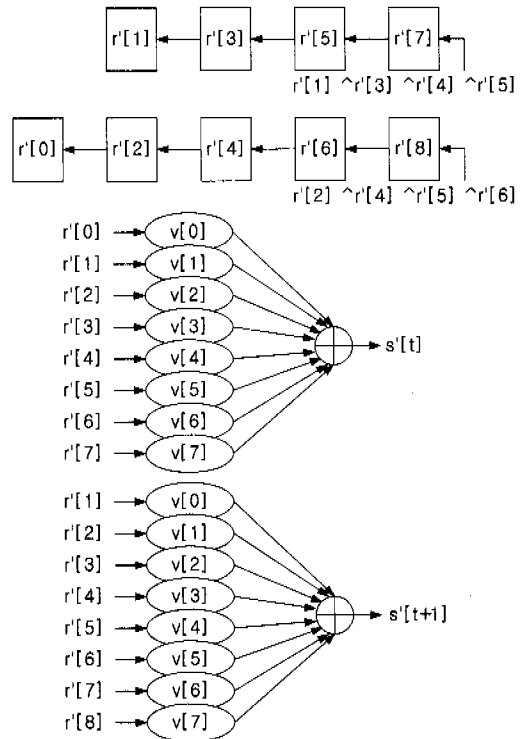 r'[1] r'[3] r'[5] r'[7]
r'[1] ^r'[3] ^r'[4] ^r'[5]
r'[0] r'[2] r'[4] r'[6] r'[8]
r'[2] ^r'[4] ^r'[5] ^r'[6]
r'[0] v[0]
r'[1] v[1]
r'[2] v[2]
r'[3] v[3]
s'[t]
r'[4] v[4]
r'[5] v[5]
r'[6] v[6]
r'[7] v[7]
r'[1] v[0]
r'[2] v[1]
r'[3] v[2]
r'[4] v[3]
s'[t+1]
r'[5] v[4]
r'[6] v[5]
r'[7] v[6]
r'[8] v[7]